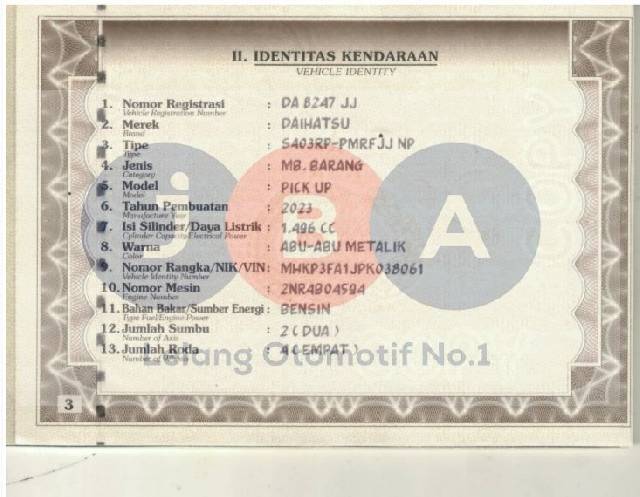 II. IDENTITAS KENDARAAN
VEHICLE IDENTITY
1. Nomor Registrasi : DA 8247 JJ
Vehicle Registration Number
2. Merek : DAIHATSU
Brand
3. Tipe : S403RP-PMRFJJ NP
Type
4. Jenis : MB. BARANG
Category
5. Model : PICK UP
Model
6. Tahun Pembuatan : 2023
Manufacture Year
7. Isi Silinder/Daya Listrik : 1.496 CC
Cylinder Capacity/Electrical Power
8. Warna : ABU-ABU METALIK
Color
9. Nomor Rangka/NIK/VIN : MHKP3FA1JPK038061
Vehicle Identity Number
10. Nomor Mesin : 2NR4B04594
Engine Number
11. Bahan Bakar/Sumber Energi : BENSIN
Type Fuel/Engine Power
12. Jumlah Sumbu : 2 ( DUA )
Number of Axis
13. Jumlah Roda : 4 ( EMPAT )
Number of
JBA
Lelang Otomotif No.1
3